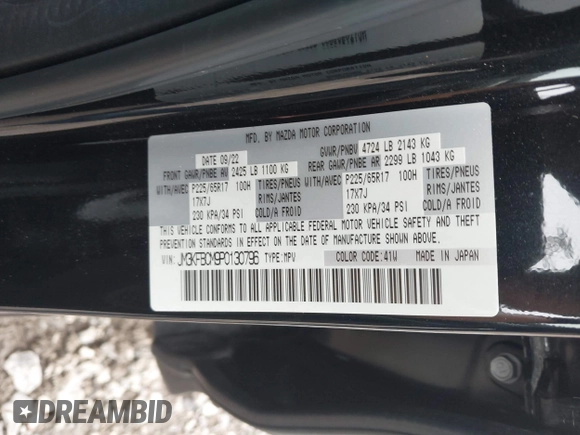 MFD. BY MAZDA MOTOR CORPORATION
DATE 09/22 GVWR/PNBV 4724 LB 2143 KG
FRONT GAWR/PNBE AV 2425 LB 1100 KG REAR GAWR/PNBE AR 2299 LB 1043 KG
WITH/AVEC P225/65R17 100H TIRES/PNEUS WITH/AVEC P225/65R17 100H TIRES/PNEUS
17X7J RIMS/JANTES 17X7J RIMS/JANTES
230 KPA/34 PSI COLD/A FROID 230 KPA/34 PSI COLD/A FROID
THIS VEHICLE CONFORMS TO ALL APPLICABLE FEDERAL MOTOR VEHICLE SAFETY AND THEFT
PREVENTION STANDARDS IN EFFECT ON THE DATE OF MANUFACTURE SHOWN ABOVE.
VIN: JM3KFBCM9P0130796 TYPE: MPV COLOR CODE: 41W MADE IN JAPAN
DREAMBID